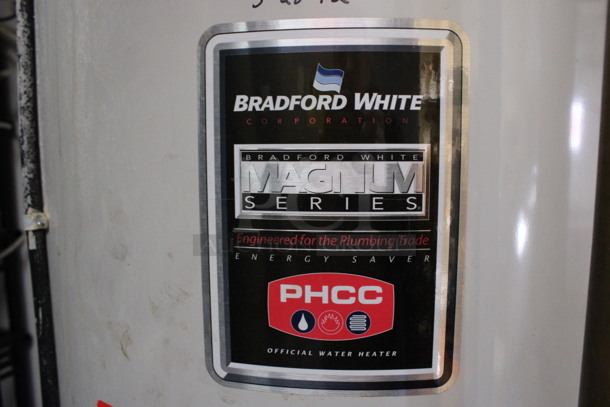 BRADFORD WHITE
CORPORATION
BRADFORD WHITE
MAGNUM
SERIES
Engineered for the Plumbing Trade
ENERGY SAVER
PHCC
OFFICIAL WATER HEATER